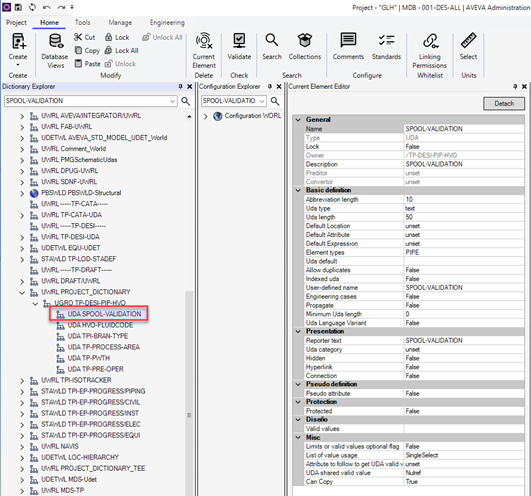 Project - "GLH" | MDB - 001-DES-ALL | AVEVA Administration
Project Home Tools Manage Engineering
Create
Database Views
Cut
Copy
Paste
Lock
Lock All
Unlock
Unlock All
Current Element
Validate
Search
Collections
Comments
Standards
Linking Permissions
Select
Create Modify Delete Check Search Configure Whitelist Units
Dictionary Explorer
SPOOL-VALIDATION
UWRL AVEVA/INTEGRATOR/UWRL
UWRL FAB-UWRL
UDETWL AVEVA_STD_MODEL_UDET_World
UWRL Comment_World
UWRL PMGSchematicUdas
UWRL DPUG-UWRL
UWRL SDNF-UWRL
PBSWLD PBSWLD-Structural
UWRL -----TP-CATA-----
UWRL TP-CATA-UDA
UWRL -----TP-DESI-----
UWRL TP-DESI-UDA
UDETWL EQU-UDET
STAWLD TP-LOD-STADEF
UWRL -----TP-DRAFT-----
UWRL DRAFT/UWRL
UWRL PROJECT_DICTIONARY
UGRO TP-DESI-PIP-HVO
UDA SPOOL-VALIDATION
UDA HVO-FLUIDCODE
UDA TPI-BRAN-TYPE
UDA TP-PROCESS-AREA
UDA TP-PWTH
UDA TP-PRE-OPER
UWRL TPI-ISOTRACKER
STAWLD TPI-EP-PROGRESS/PIPING
STAWLD TPI-EP-PROGRESS/CIVIL
STAWLD TPI-EP-PROGRESS/INST
STAWLD TPI-EP-PROGRESS/ELEC
STAWLD TPI-EP-PROGRESS/EQUI
UWRL NAVIS
UDETWL LOC-HIERARCHY
UWRL PROJECT_DICTIONARY_TEE
UDETWL MDS-Udet
UWRL MDS-TP
Configuration Explorer
SPOOL-VALIDATIO
Configuration WORL
Current Element Editor
Detach
General
Name SPOOL-VALIDATION
Type UDA
Lock False
Owner /TP-DESI-PIP-HVO
Description SPOOL-VALIDATION
Preditor unset
Convertor unset
Basic definition
Abbreviation length 10
Uda type text
Uda length 50
Default Location unset
Default Attribute unset
Default Expression unset
Element types PIPE
Uda default
Allow duplicates False
Indexed uda False
User-defined name SPOOL-VALIDATION
Engineering cases False
Propagate False
Minimum Uda length 0
Uda Language Variant False
Presentation
Reporter text SPOOL-VALIDATION
Uda category unset
Hidden False
Hyperlink False
Connection False
Pseudo definition
Pseudo attribute False
Protection
Protected False
Diseño
Valid values
Misc
Limits or valid values optional flag False
List of value usage SingleSelect
Attribute to follow to get UDA valid v unset
UDA shared valid value Nulref
Can Copy True